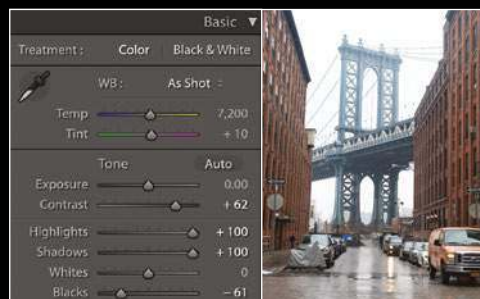 Basic ▼
Treatment : Color Black & White
WB : As Shot
Temp 7,200
Tint + 10
Tone Auto
Exposure 0.00
Contrast + 62
Highlights + 100
Shadows + 100
Whites 0
Blacks – 61